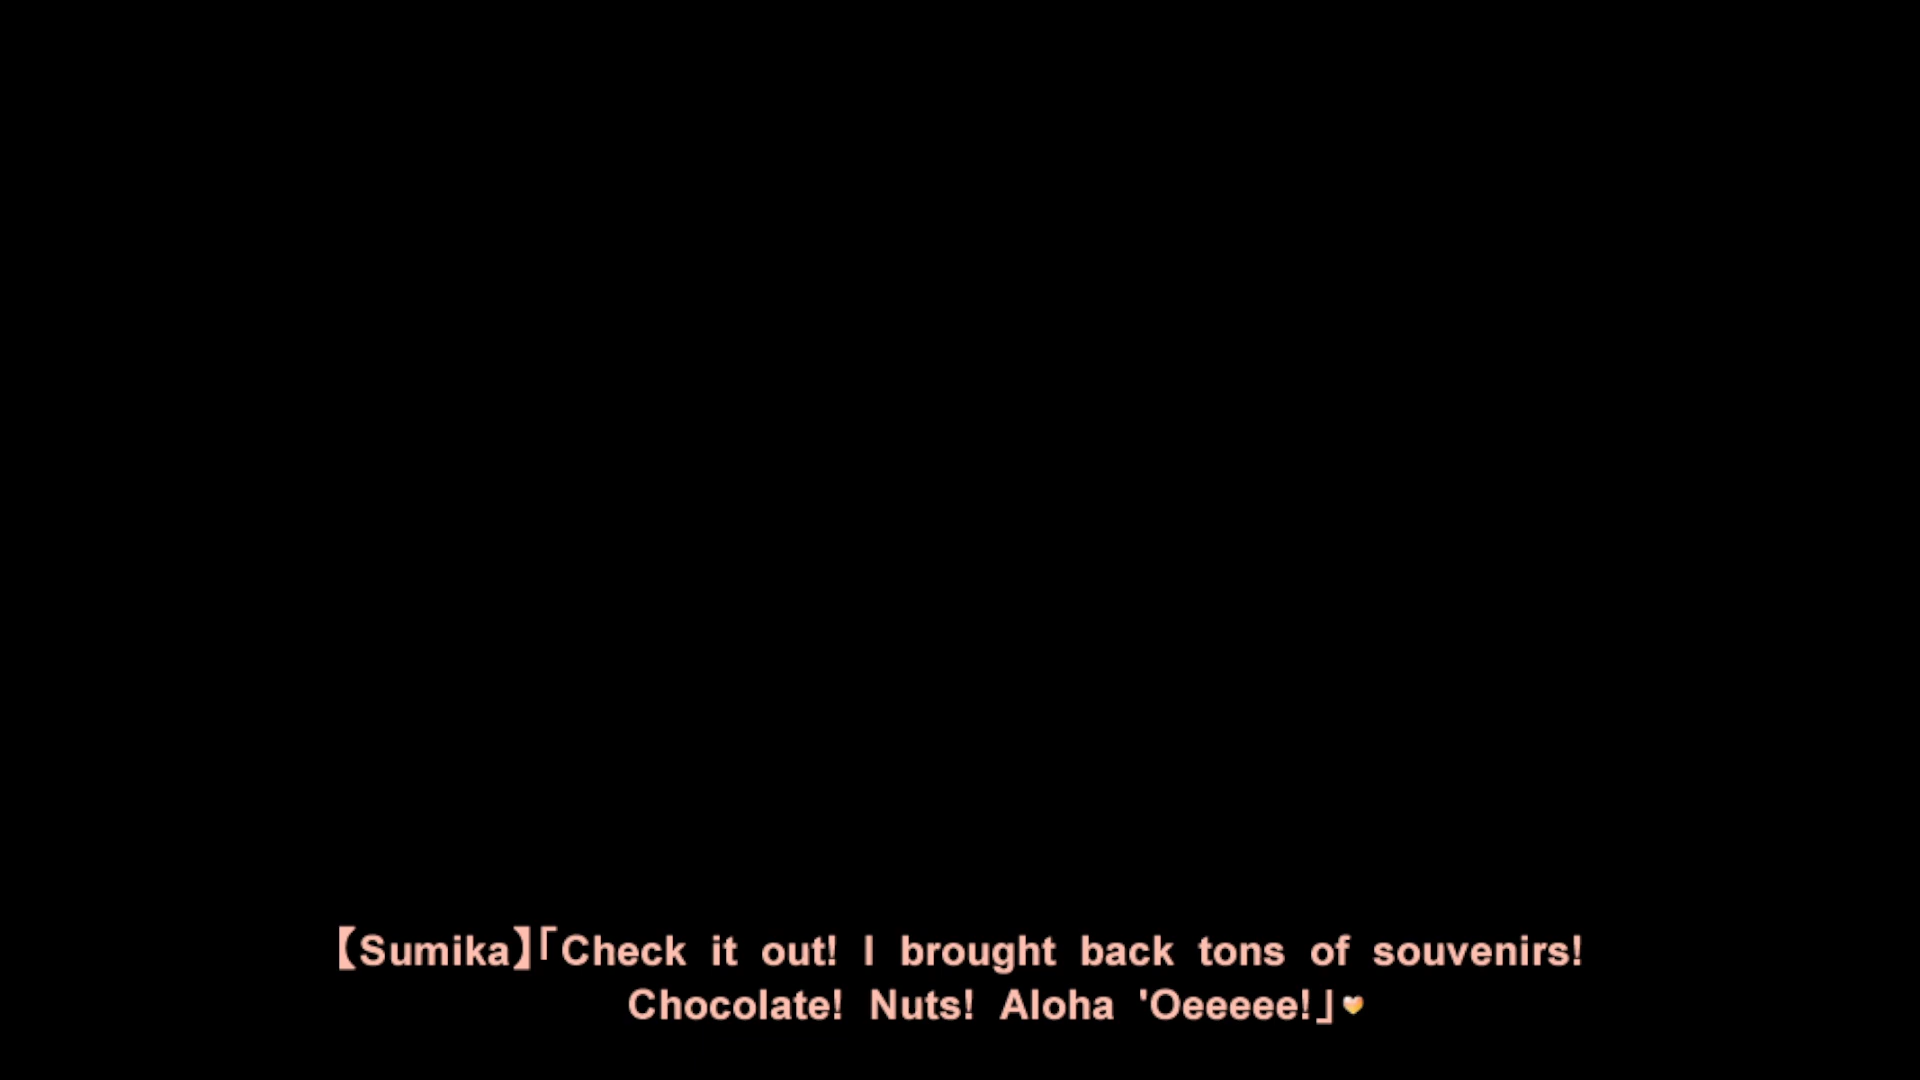 【Sumika】「Check it out! I brought back tons of souvenirs!
Chocolate! Nuts! Aloha 'Oeeeee!」